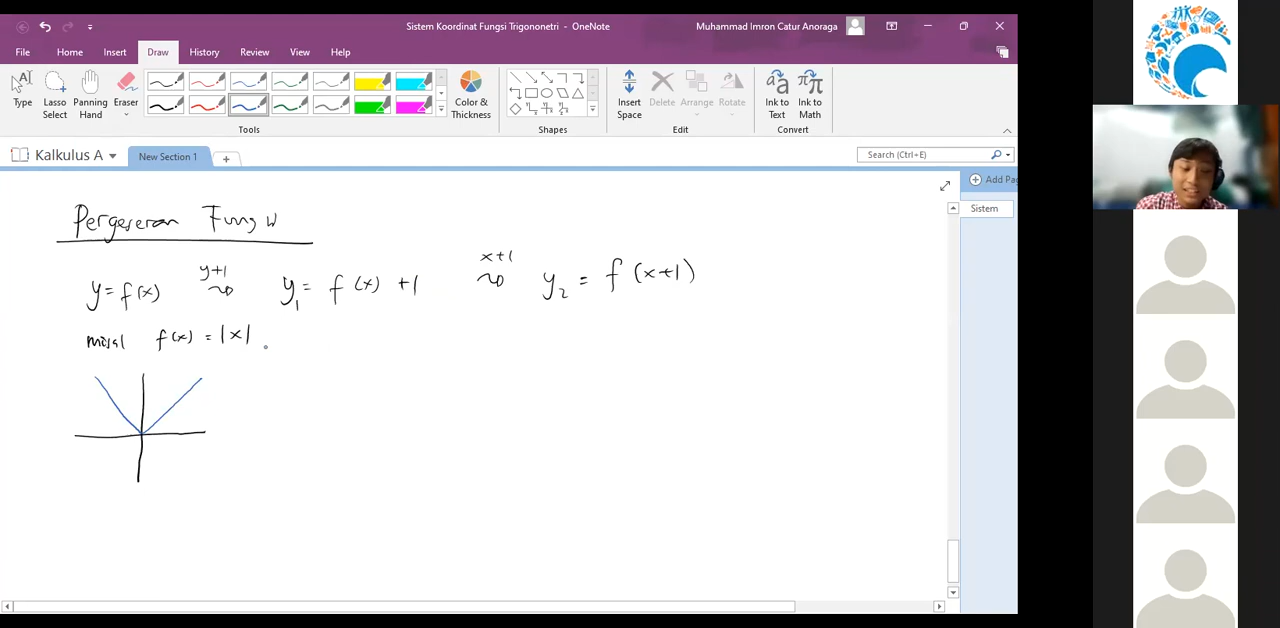 Sistem Koordinat Fungsi Trigononetri - OneNote
Muhammad Imron Catur Anoraga
File Home Insert Draw History Review View Help
Type
Lasso Select
Panning Hand
Eraser
Color & Thickness
Insert Space
Delete
Arrange
Rotate
Ink to Text
Ink to Math
Tools
Shapes
Edit
Convert
Kalkulus A
New Section 1
+
Search (Ctrl+E)
Add Pag
Sistem
Pergeseran Fungsi
y+1
x+1
y = f(x) ⇝ y₁ = f(x) + 1 ⇝ y₂ = f(x+1)
misal f(x) = |x|.